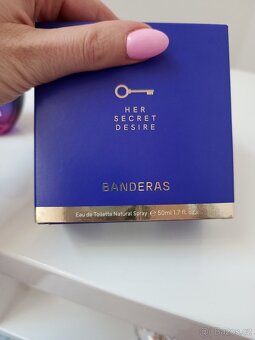 HER
SECRET
DESIRE
BANDERAS
Eau de Toilette Natural Spray ℮ 50ml 1.7 fl. oz.